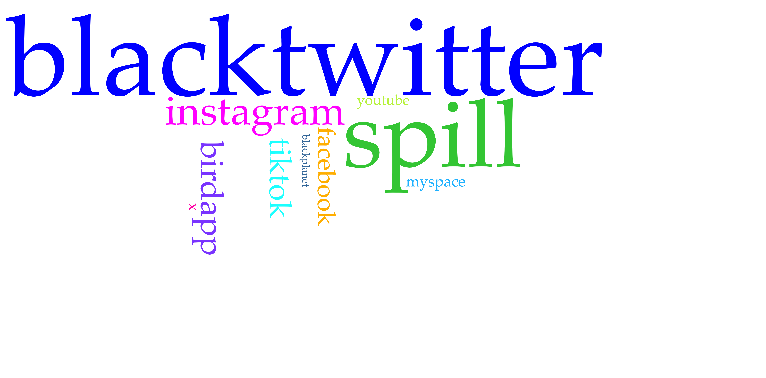 blacktwitter
youtube
instagram
spill
facebook
blackplanet
tiktok
birdapp
myspace
x